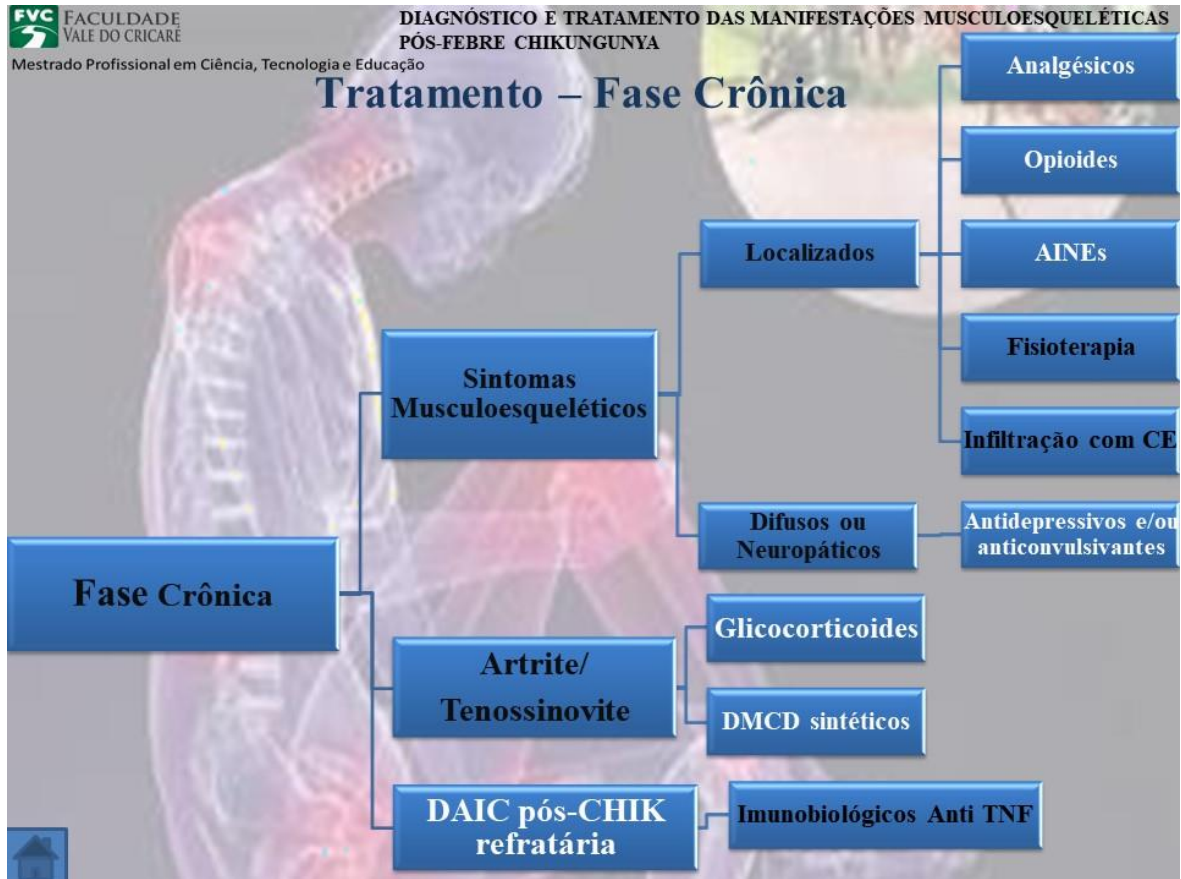 FVC FACULDADE
VALE DO CRICARÉ
Mestrado Profissional em Ciência, Tecnologia e Educação
DIAGNÓSTICO E TRATAMENTO DAS MANIFESTAÇÕES MUSCULOESQUELÉTICAS
PÓS-FEBRE CHIKUNGUNYA
Tratamento – Fase Crônica
Fase Crônica
Sintomas
Musculoesqueléticos
Localizados
Analgésicos
Opioides
AINEs
Fisioterapia
Infiltração com CE
Difusos ou
Neuropáticos
Antidepressivos e/ou
anticonvulsivantes
Artrite/
Tenossinovite
Glicocorticoides
DMCD sintéticos
DAIC pós-CHIK
refratária
Imunobiológicos Anti TNF